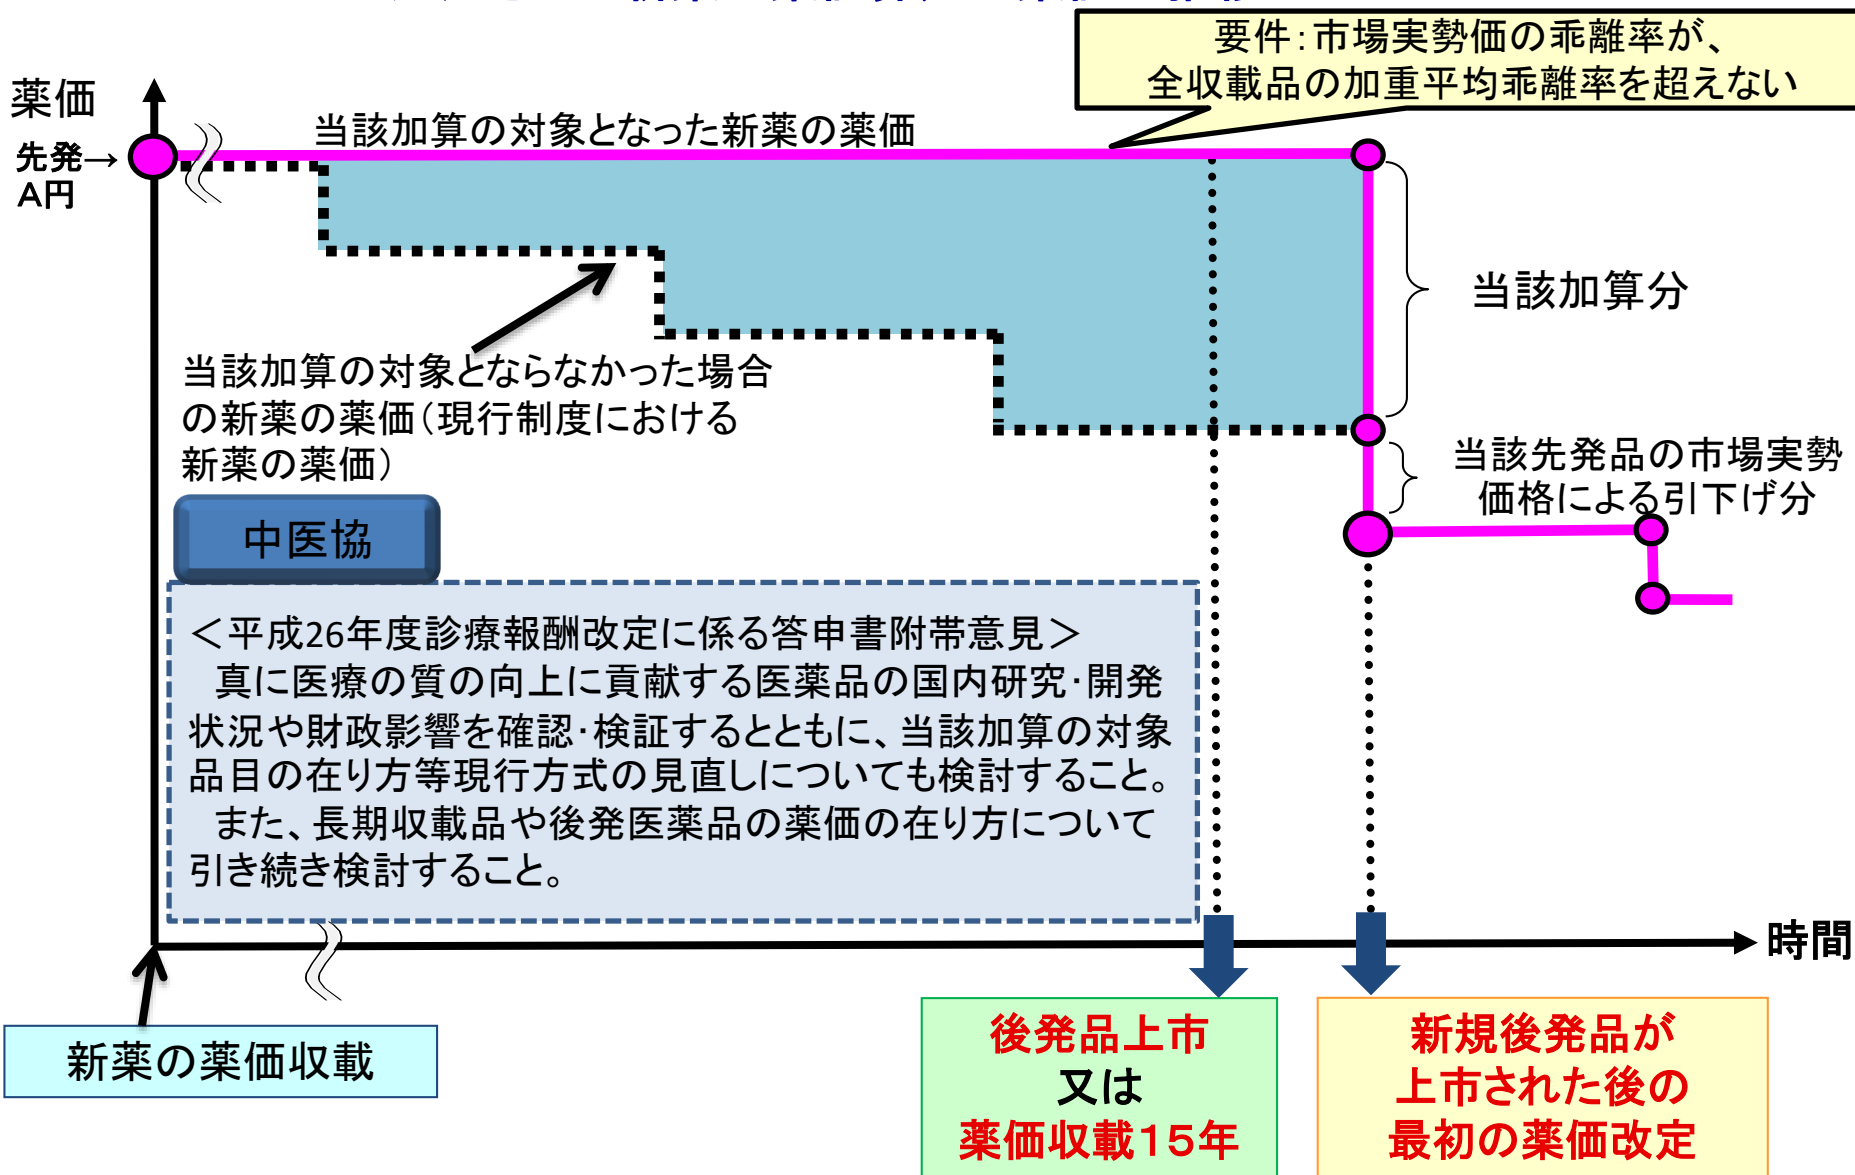 要件：市場実勢価の乖離率が、
全収載品の加重平均乖離率を超えない
薬価
先発→
A円
当該加算の対象となった新薬の薬価
当該加算分
当該加算の対象とならなかった場合
の新薬の薬価（現行制度における
新薬の薬価）
当該先発品の市場実勢
価格による引下げ分
中医協
＜平成26年度診療報酬改定に係る答申書附帯意見＞
真に医療の質の向上に貢献する医薬品の国内研究・開発
状況や財政影響を確認・検証するとともに、当該加算の対象
品目の在り方等現行方式の見直しについても検討すること。
また、長期収載品や後発医薬品の薬価の在り方について
引き続き検討すること。
時間
新薬の薬価収載
後発品上市
又は
薬価収載１５年
新規後発品が
上市された後の
最初の薬価改定